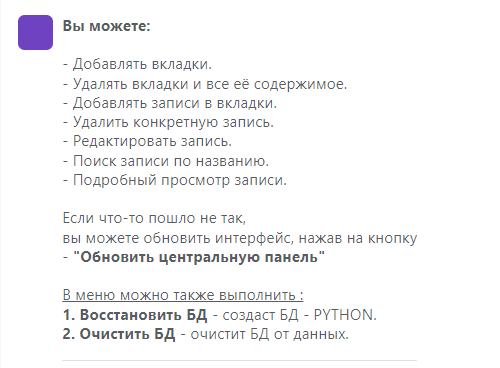 Вы можете:
- Добавлять вкладки.
- Удалять вкладки и все её содержимое.
- Добавлять записи в вкладки.
- Удалить конкретную запись.
- Редактировать запись.
- Поиск записи по названию.
- Подробный просмотр записи.
Если что-то пошло не так,
вы можете обновить интерфейс, нажав на кнопку
- "Обновить центральную панель"
В меню можно также выполнить :
1. Восстановить БД - создаст БД - PYTHON.
2. Очистить БД - очистит БД от данных.